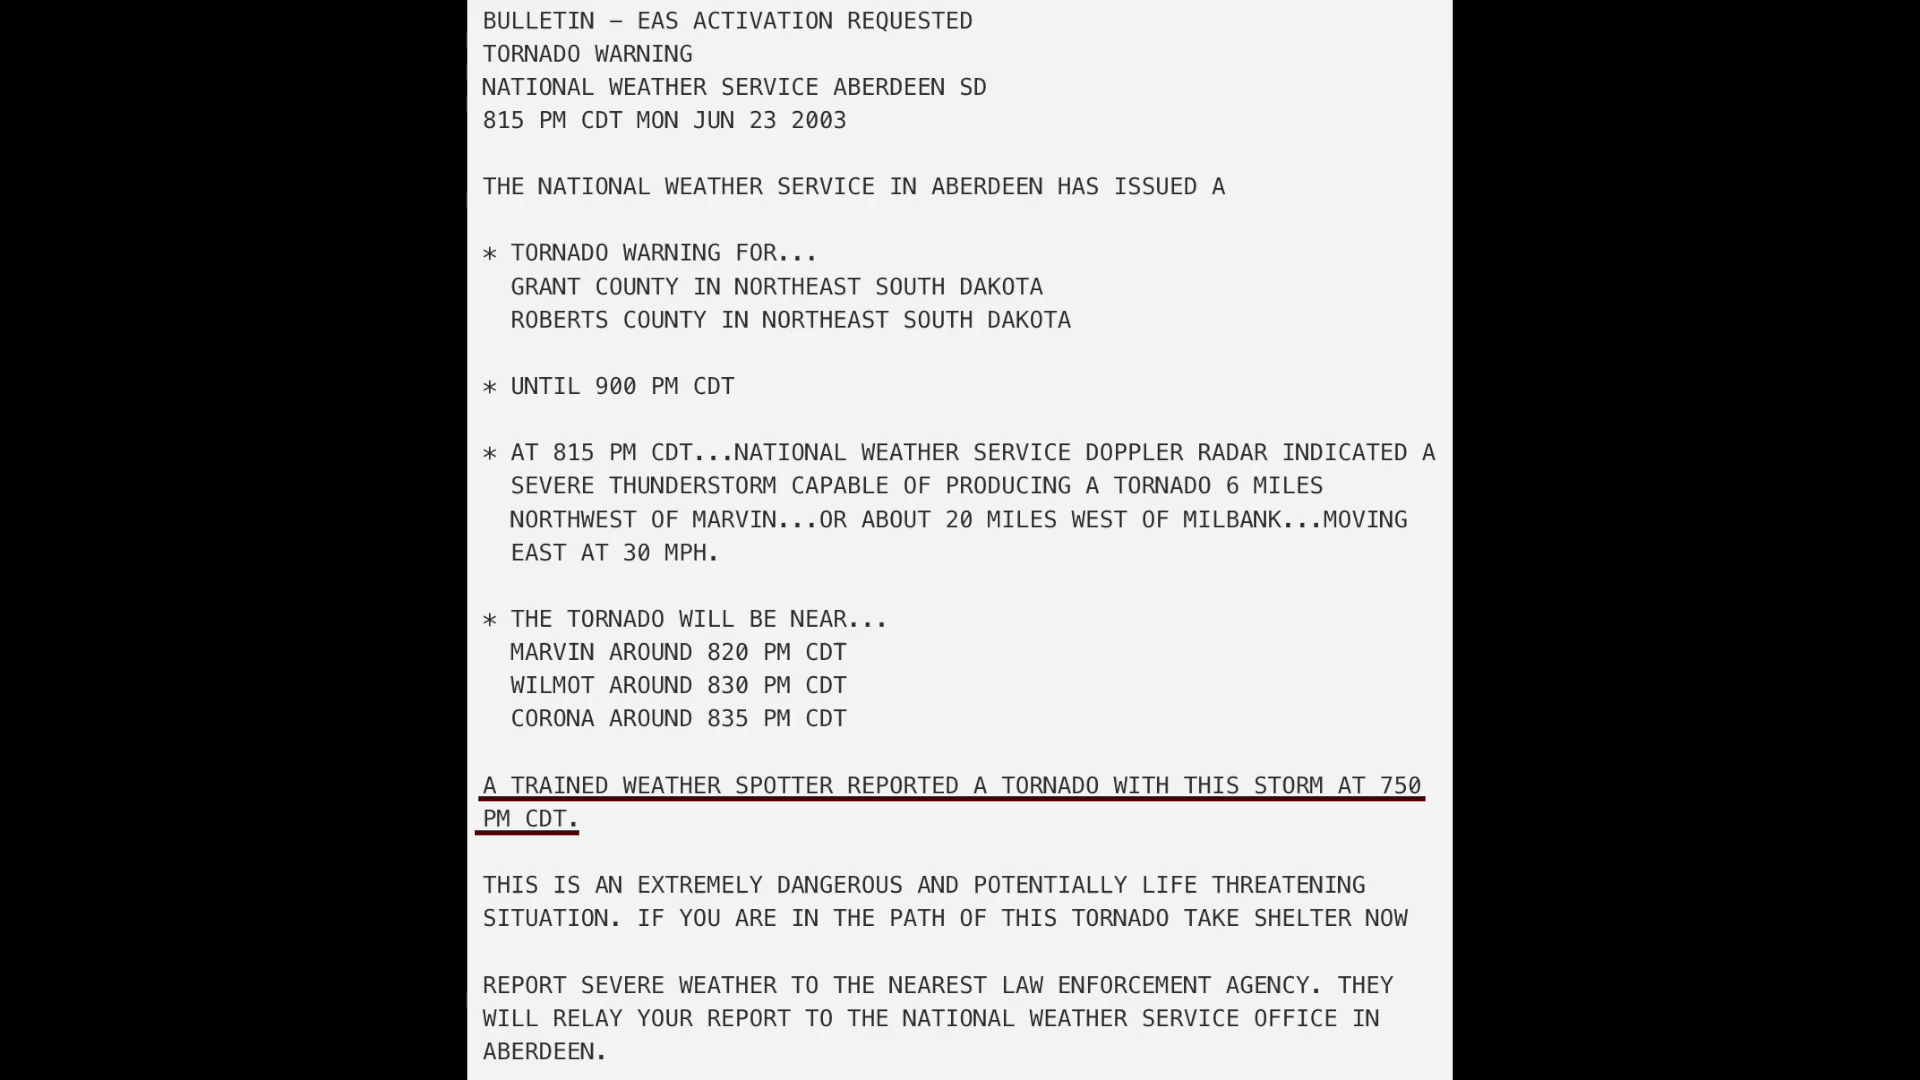 BULLETIN – EAS ACTIVATION REQUESTED
TORNADO WARNING
NATIONAL WEATHER SERVICE ABERDEEN SD
815 PM CDT MON JUN 23 2003
THE NATIONAL WEATHER SERVICE IN ABERDEEN HAS ISSUED A
* TORNADO WARNING FOR...
GRANT COUNTY IN NORTHEAST SOUTH DAKOTA
ROBERTS COUNTY IN NORTHEAST SOUTH DAKOTA
* UNTIL 900 PM CDT
* AT 815 PM CDT...NATIONAL WEATHER SERVICE DOPPLER RADAR INDICATED A
SEVERE THUNDERSTORM CAPABLE OF PRODUCING A TORNADO 6 MILES
NORTHWEST OF MARVIN...OR ABOUT 20 MILES WEST OF MILBANK...MOVING
EAST AT 30 MPH.
* THE TORNADO WILL BE NEAR...
MARVIN AROUND 820 PM CDT
WILMOT AROUND 830 PM CDT
CORONA AROUND 835 PM CDT
A TRAINED WEATHER SPOTTER REPORTED A TORNADO WITH THIS STORM AT 750
PM CDT.
THIS IS AN EXTREMELY DANGEROUS AND POTENTIALLY LIFE THREATENING
SITUATION. IF YOU ARE IN THE PATH OF THIS TORNADO TAKE SHELTER NOW
REPORT SEVERE WEATHER TO THE NEAREST LAW ENFORCEMENT AGENCY. THEY
WILL RELAY YOUR REPORT TO THE NATIONAL WEATHER SERVICE OFFICE IN
ABERDEEN.